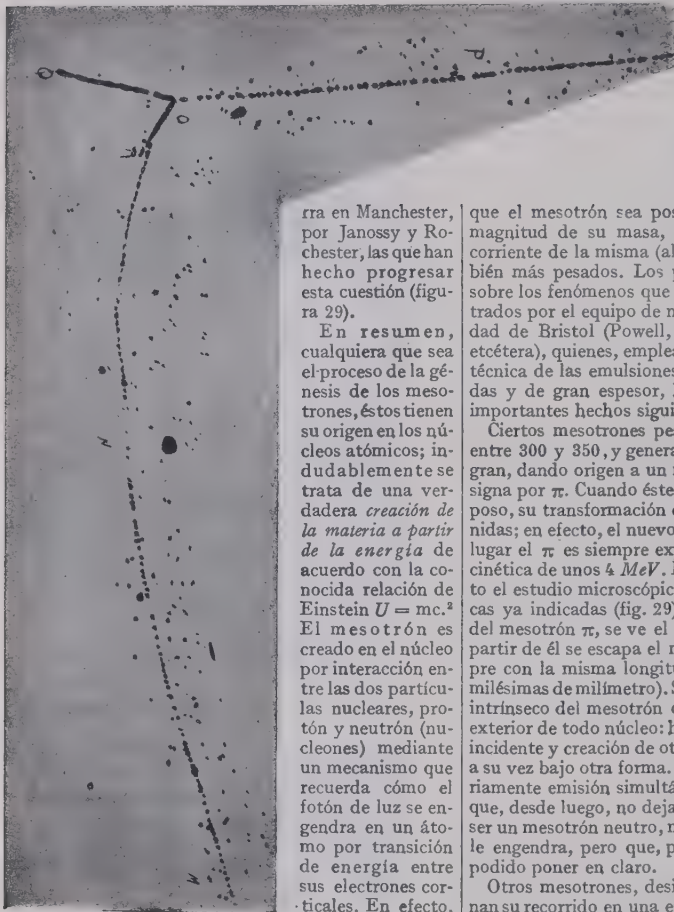 P
O
rra en Manchester,
por Janossy y Ro-
chester, las que han
hecho progresar
esta cuestión (figu-
ra 29).
En resumen,
cualquiera que sea
el proceso de la gé-
nesis de los meso-
trones, éstos tienen
su origen en los nú-
cleos atómicos; in-
dudablemente se
trata de una ver-
dadera creación de
la materia a partir
de la energía de
acuerdo con la co-
nocida relación de
Einstein U = mc.²
El mesotrón es
creado en el núcleo
por interacción en-
tre las dos partícu-
las nucleares, pro-
tón y neutrón (nu-
cleones) mediante
un mecanismo que
recuerda cómo el
fotón de luz se en-
gendra en un áto-
mo por transición
de energía entre
sus electrones cor-
ticales. En efecto,
que el mesotrón sea pos
magnitud de su masa,
corriente de la misma (al
bién más pesados. Los
sobre los fenómenos que
trados por el equipo de
dad de Bristol (Powell,
etcétera), quienes, emplea
técnica de las emulsiones
das y de gran espesor,
importantes hechos sigui
Ciertos mesotrones pe
entre 300 y 350, y genera
gran, dando origen a un
signa por π. Cuando éste
poso, su transformación
nidas; en efecto, el nuevo
lugar el π es siempre ex
cinética de unos 4 MeV.
to el estudio microscópic
cas ya indicadas (fig. 29)
del mesotrón π, se ve el
partir de él se escapa el
pre con la misma longitu
milésimas de milímetro).
intrínseco del mesotrón
exterior de todo núcleo:
incidente y creación de ot
a su vez bajo otra forma.
riamente emisión simultá
que, desde luego, no deja
ser un mesotrón neutro,
le engendra, pero que, p
podido poner en claro.
Otros mesotrones, desi
nan su recorrido en una e